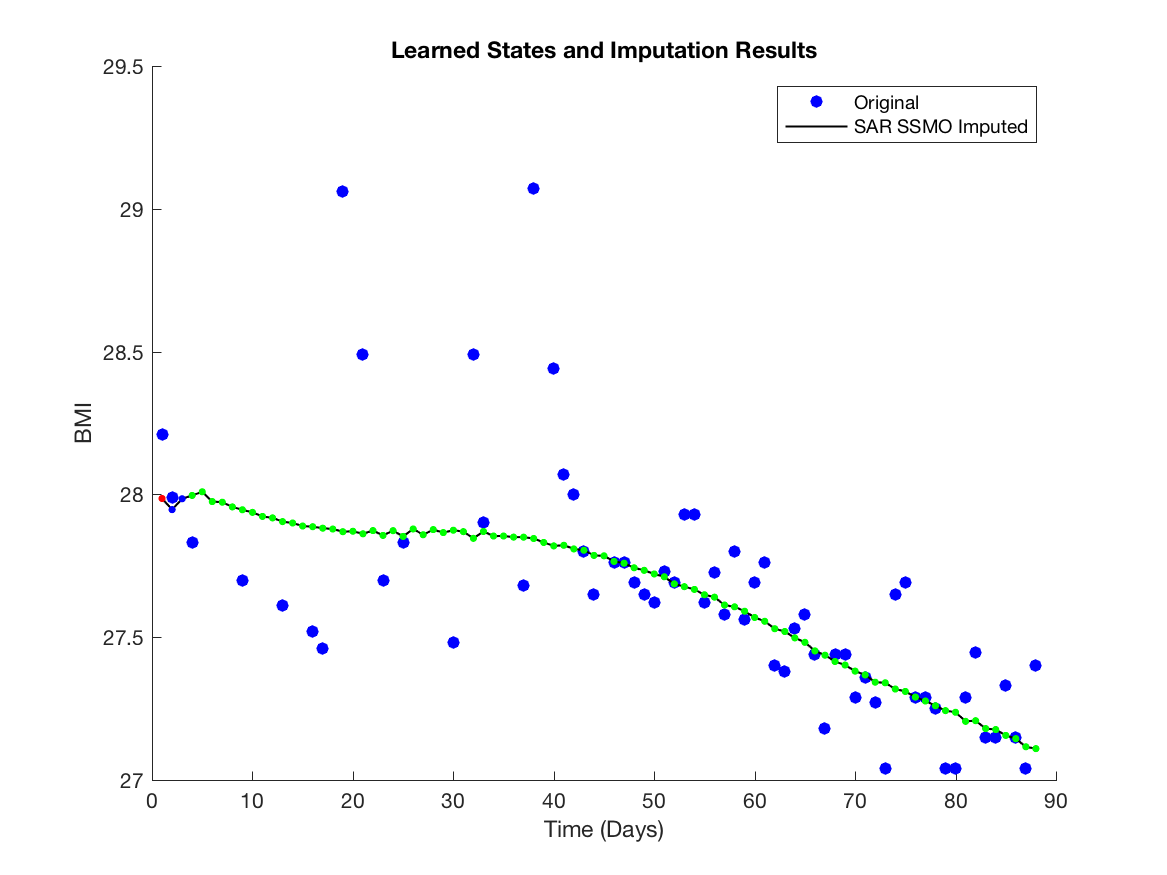 Learned States and Imputation Results
29.5
29
28.5
28
27.5
27
BMI
Original
SAR SSMO Imputed
0 10 20 30 40 50 60 70 80 90
Time (Days)